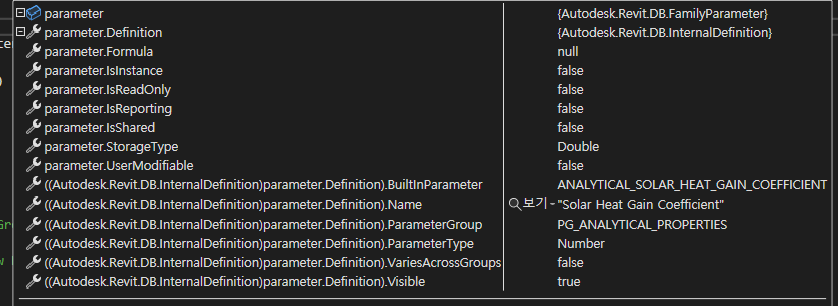 parameter {Autodesk.Revit.DB.FamilyParameter}
parameter.Definition {Autodesk.Revit.DB.InternalDefinition}
parameter.Formula null
parameter.IsInstance false
parameter.IsReadOnly false
parameter.IsReporting false
parameter.IsShared false
parameter.StorageType Double
parameter.UserModifiable false
((Autodesk.Revit.DB.InternalDefinition)parameter.Definition).BuiltInParameter ANALYTICAL_SOLAR_HEAT_GAIN_COEFFICIENT
((Autodesk.Revit.DB.InternalDefinition)parameter.Definition).Name 보기 "Solar Heat Gain Coefficient"
((Autodesk.Revit.DB.InternalDefinition)parameter.Definition).ParameterGroup PG_ANALYTICAL_PROPERTIES
((Autodesk.Revit.DB.InternalDefinition)parameter.Definition).ParameterType Number
((Autodesk.Revit.DB.InternalDefinition)parameter.Definition).VariesAcrossGroups false
((Autodesk.Revit.DB.InternalDefinition)parameter.Definition).Visible true